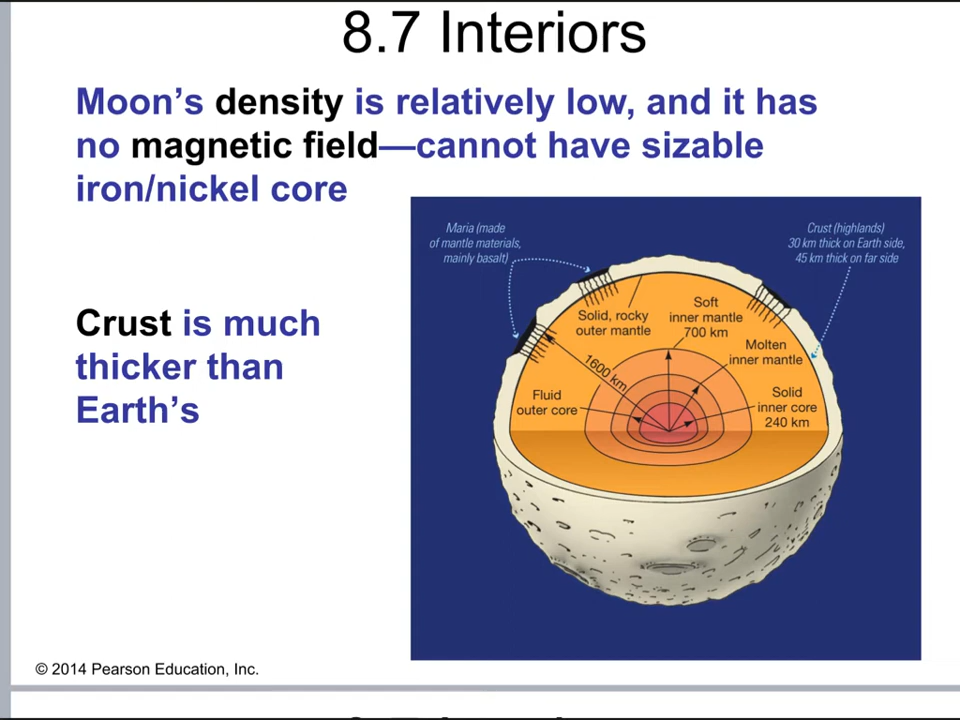 8.7 Interiors
Moon’s density is relatively low, and it has
no magnetic field—cannot have sizable
iron/nickel core
Maria (made
of mantle materials,
mainly basalt)
Crust (highlands)
30 km thick on Earth side,
45 km thick on far side
Solid, rocky
outer mantle
Soft
inner mantle
700 km
Molten
inner mantle
1600 km
Fluid
outer core
Solid
inner core
240 km
Crust is much
thicker than
Earth’s
© 2014 Pearson Education, Inc.